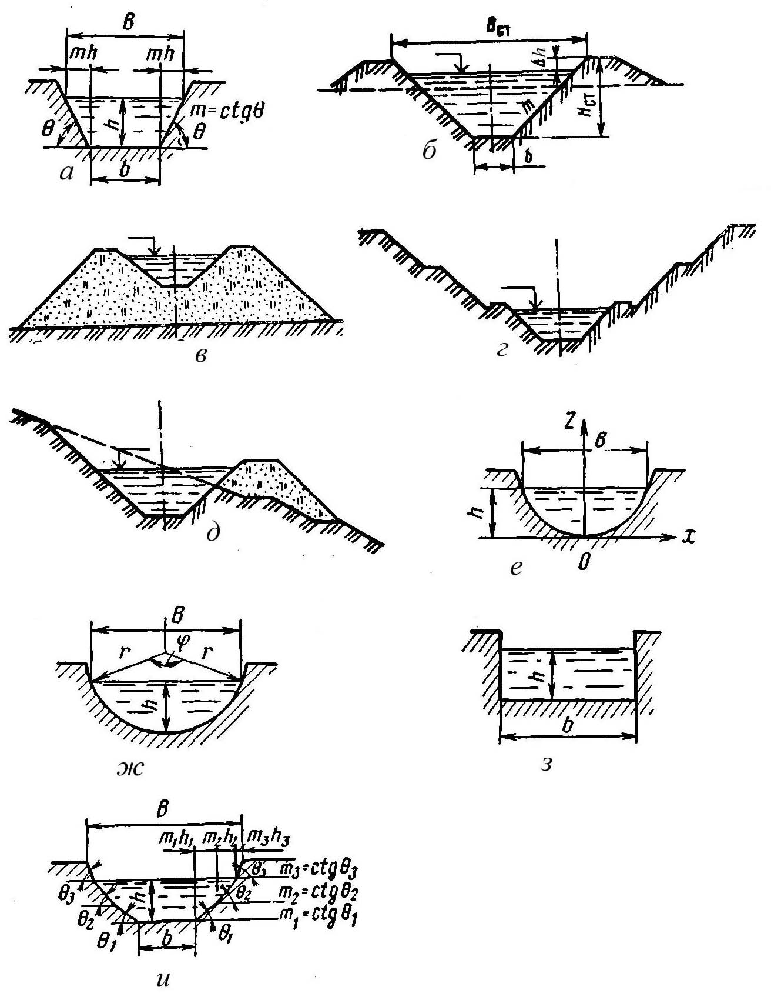 B
mh mh
m=ctgθ
θ h θ
b
а
Bст
Δh
Hст
m
b
б
в
г
д
Z
B
h
x
0
е
B
φ
r r
h
ж
h
b
з
B
m₁h₁ m₂h₂ m₃h₃
θ₃ m₃=ctgθ₃
θ₃ h θ₂ m₂=ctgθ₂
θ₂ m₁=ctgθ₁
θ₁ b θ₁
и